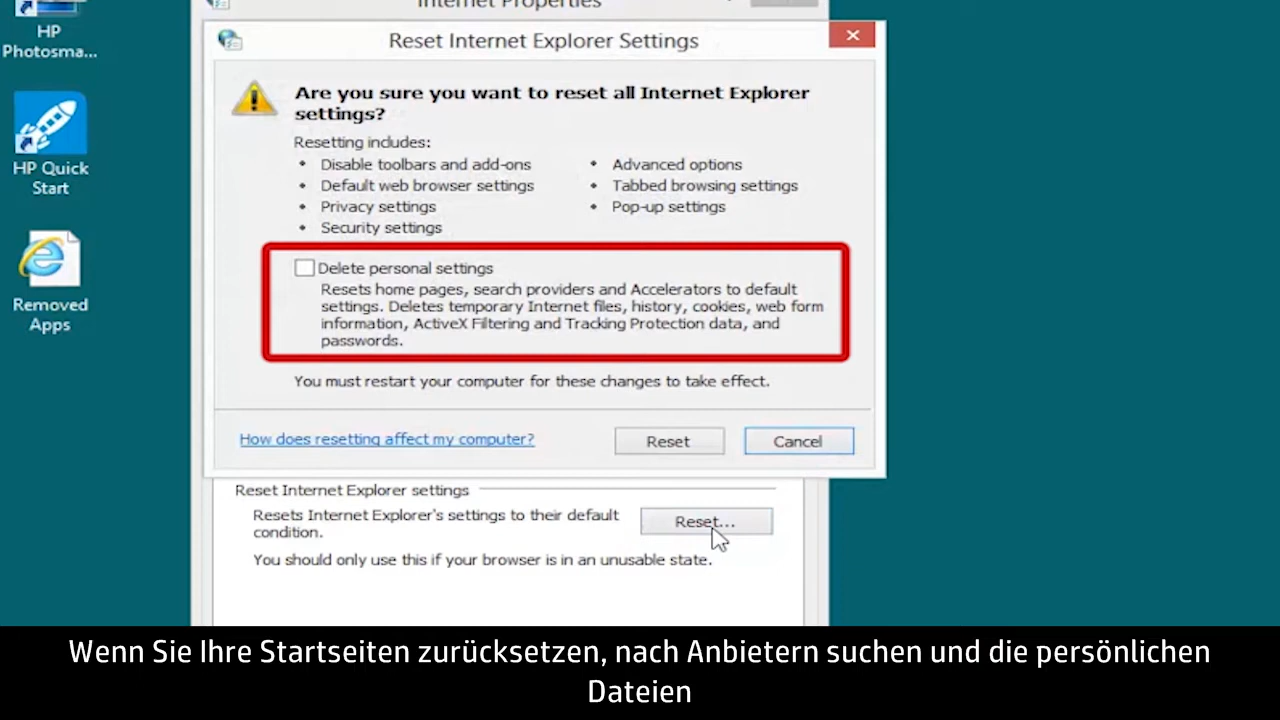 Internet Properties
HP
Photosma...
HP Quick
Start
Removed
Apps
Reset Internet Explorer Settings
Are you sure you want to reset all Internet Explorer
settings?
Resetting includes:
• Disable toolbars and add-ons
• Default web browser settings
• Privacy settings
• Security settings
• Advanced options
• Tabbed browsing settings
• Pop-up settings
Delete personal settings
Resets home pages, search providers and Accelerators to default
settings. Deletes temporary Internet files, history, cookies, web form
information, ActiveX Filtering and Tracking Protection data, and
passwords.
You must restart your computer for these changes to take effect.
How does resetting affect my computer?
Reset
Cancel
Reset Internet Explorer settings
Resets Internet Explorer's settings to their default
condition.
Reset...
You should only use this if your browser is in an unusable state.
Wenn Sie Ihre Startseiten zurücksetzen, nach Anbietern suchen und die persönlichen
Dateien